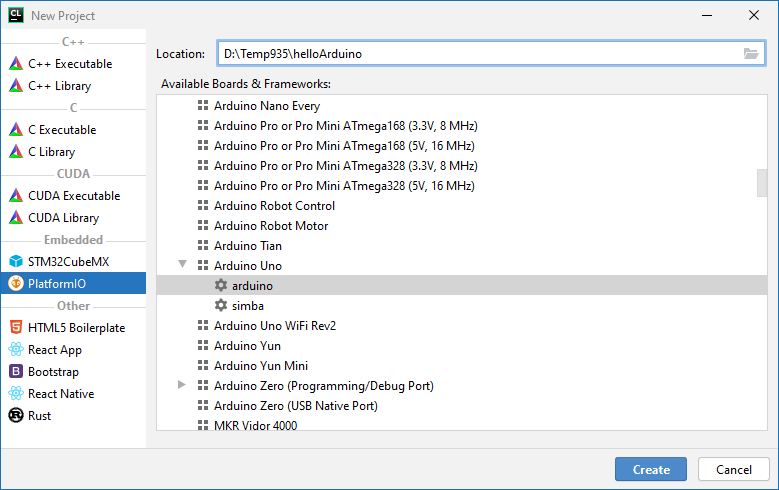 CL
New Project
C++
C++ Executable
C++ Library
C
C Executable
C Library
CUDA
CUDA Executable
CUDA Library
Embedded
STM32CubeMX
PlatformIO
Other
HTML5 Boilerplate
React App
B Bootstrap
React Native
Rust
Location: D:\Temp935\helloArduino
Available Boards & Frameworks:
Arduino Nano Every
Arduino Pro or Pro Mini ATmega168 (3.3V, 8 MHz)
Arduino Pro or Pro Mini ATmega168 (5V, 16 MHz)
Arduino Pro or Pro Mini ATmega328 (3.3V, 8 MHz)
Arduino Pro or Pro Mini ATmega328 (5V, 16 MHz)
Arduino Robot Control
Arduino Robot Motor
Arduino Tian
Arduino Uno
arduino
simba
Arduino Uno WiFi Rev2
Arduino Yun
Arduino Yun Mini
Arduino Zero (Programming/Debug Port)
Arduino Zero (USB Native Port)
MKR Vidor 4000
Create
Cancel